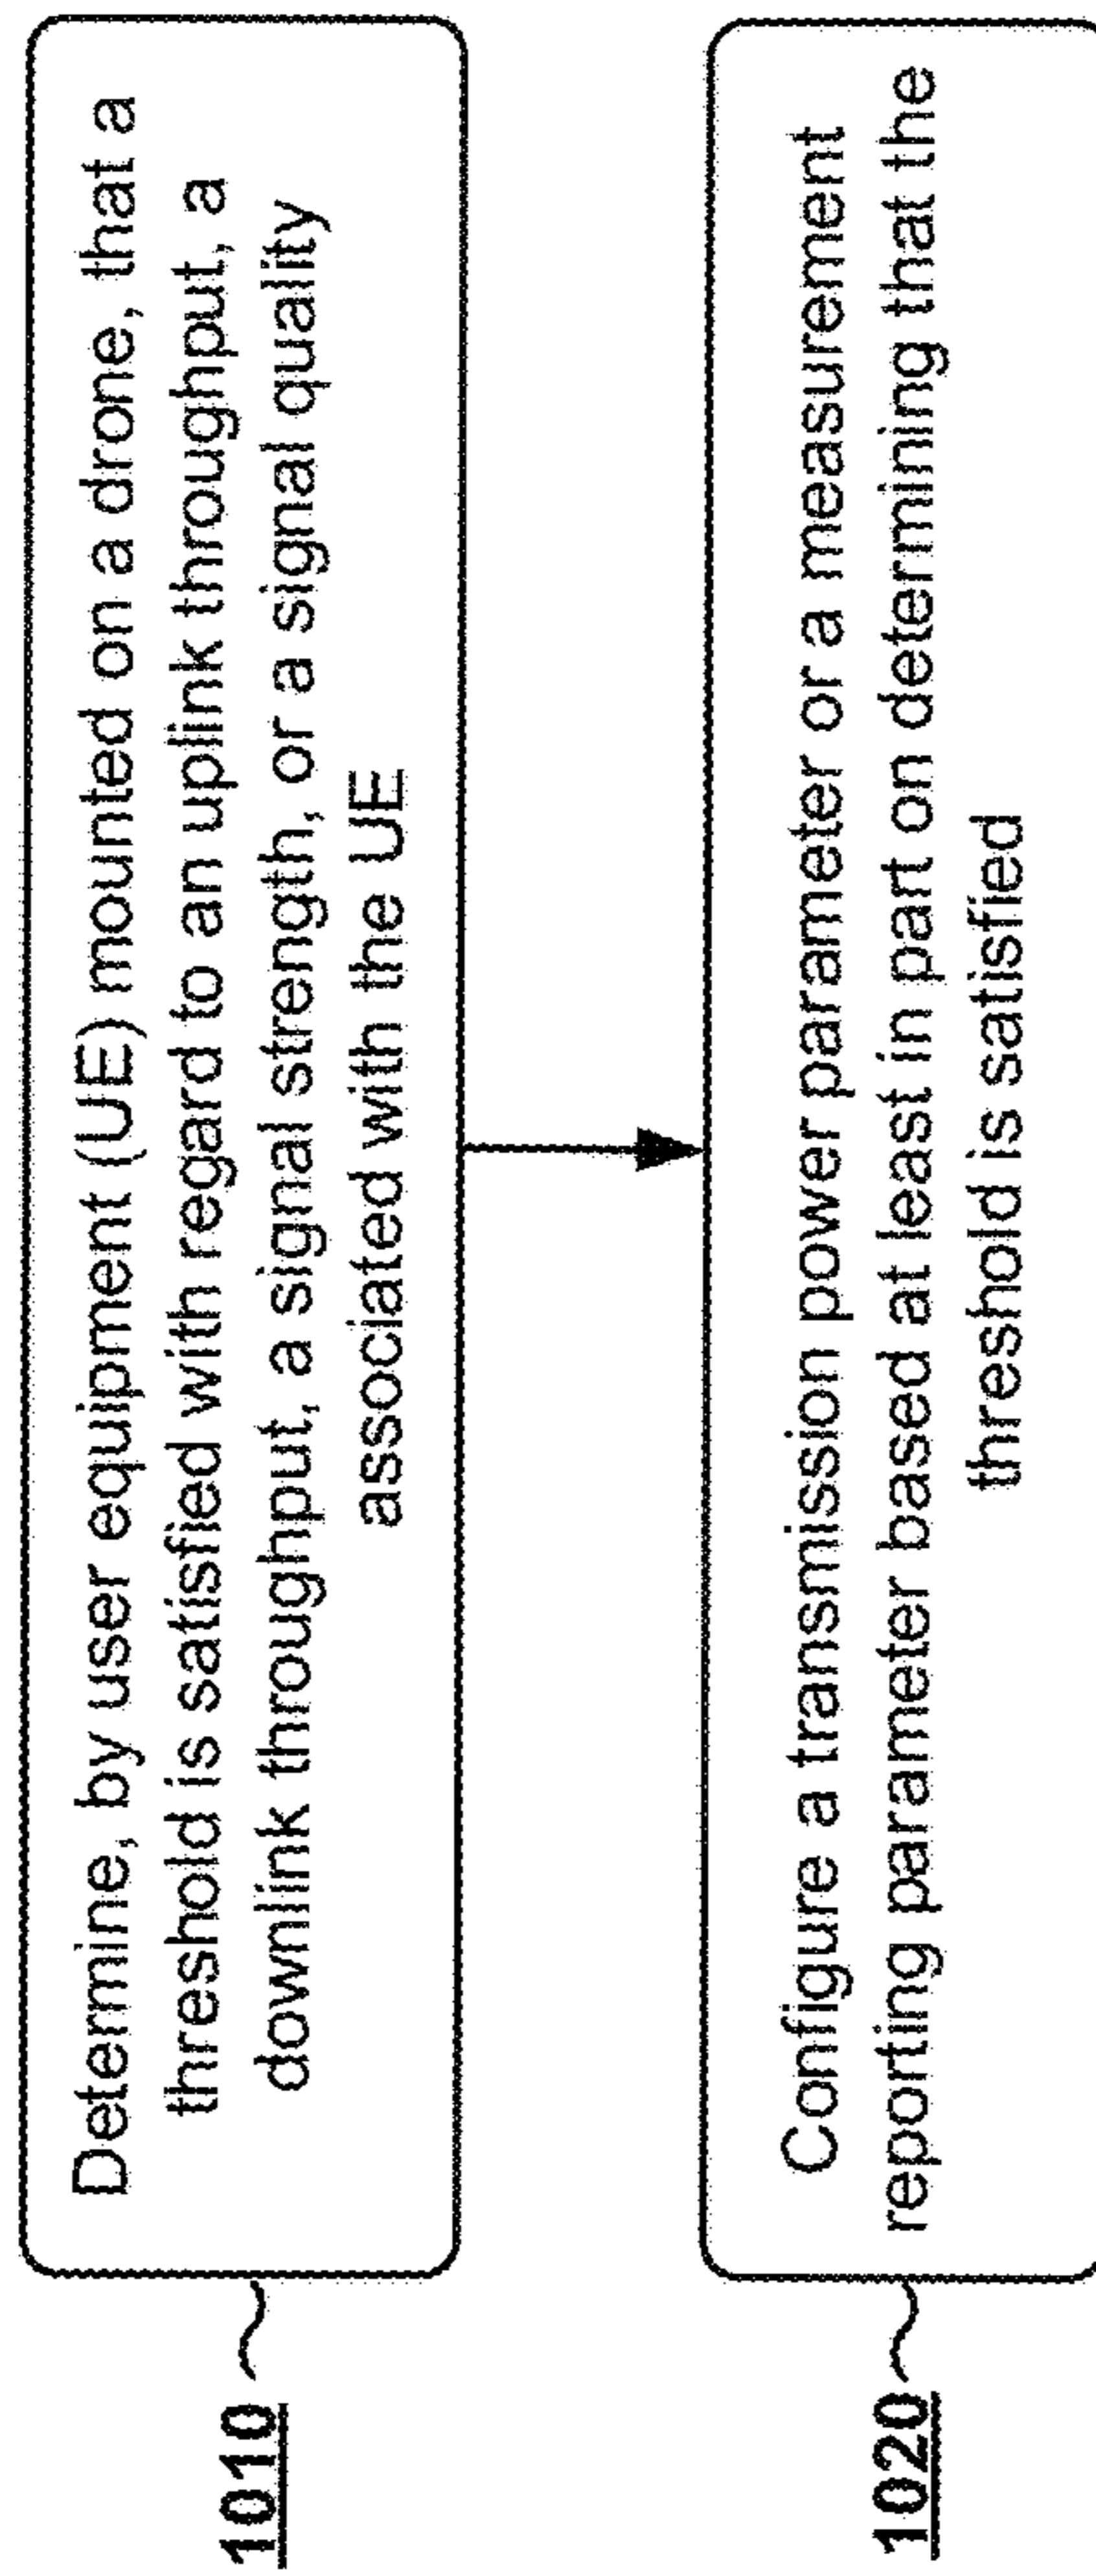 1010
Determine, by user equipment (UE) mounted on a drone, that a
threshold is satisfied with regard to an uplink throughput, a
downlink throughput, a signal strength, or a signal quality
associated with the UE
1020
Configure a transmission power parameter or a measurement
reporting parameter based at least in part on determining that the
threshold is satisfied